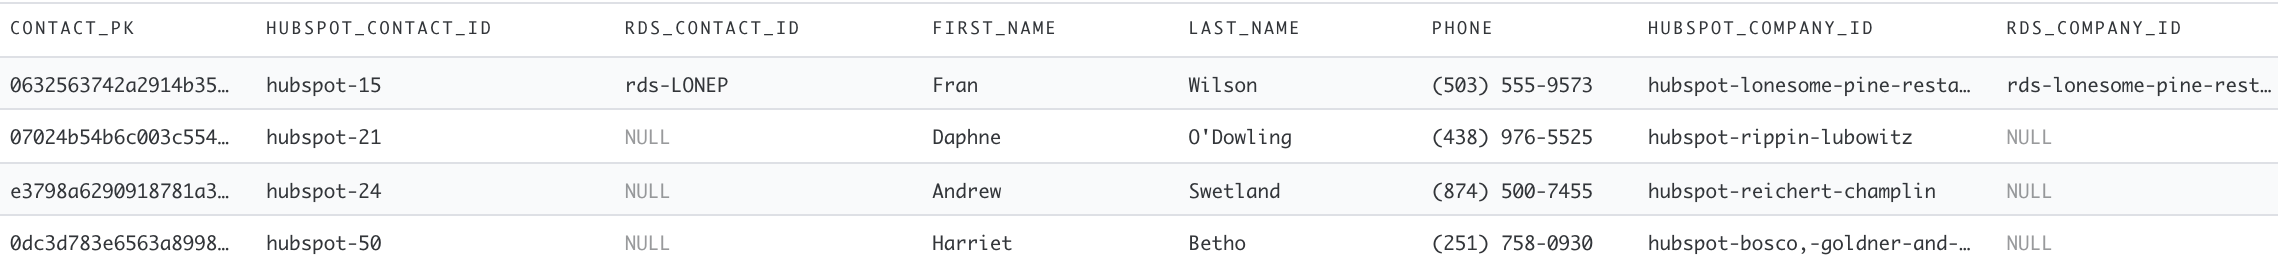 CONTACT_PK HUBSPOT_CONTACT_ID RDS_CONTACT_ID FIRST_NAME LAST_NAME PHONE HUBSPOT_COMPANY_ID RDS_COMPANY_ID
0632563742a2914b35… hubspot-15 rds-LONEP Fran Wilson (503) 555-9573 hubspot-lonesome-pine-resta… rds-lonesome-pine-rest…
07024b54b6c003c554… hubspot-21 NULL Daphne O'Dowling (438) 976-5525 hubspot-rippin-lubowitz NULL
e3798a6290918781a3… hubspot-24 NULL Andrew Swetland (874) 500-7455 hubspot-reichert-champlin NULL
0dc3d783e6563a8998… hubspot-50 NULL Harriet Betho (251) 758-0930 hubspot-bosco,-goldner-and-… NULL